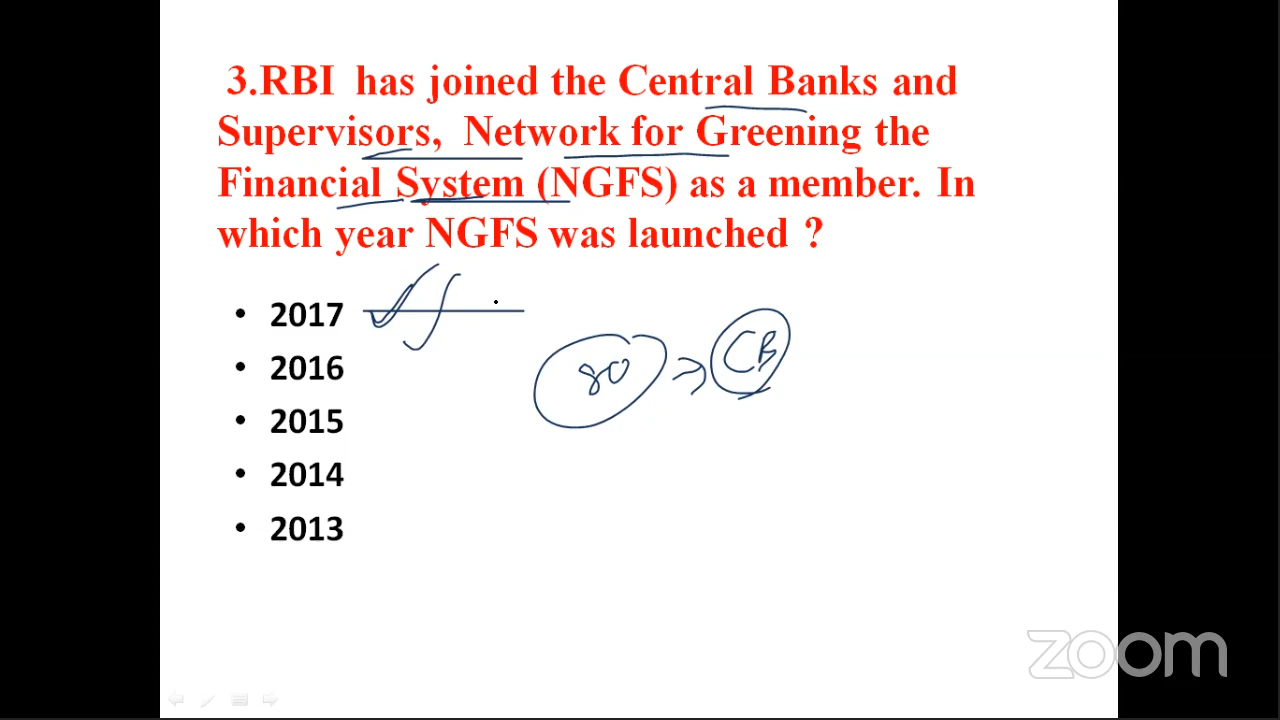 3.RBI has joined the Central Banks and
Supervisors, Network for Greening the
Financial System (NGFS) as a member. In
which year NGFS was launched ?
• 2017
• 2016
• 2015
• 2014
• 2013
80 ⇒ CB
zoom